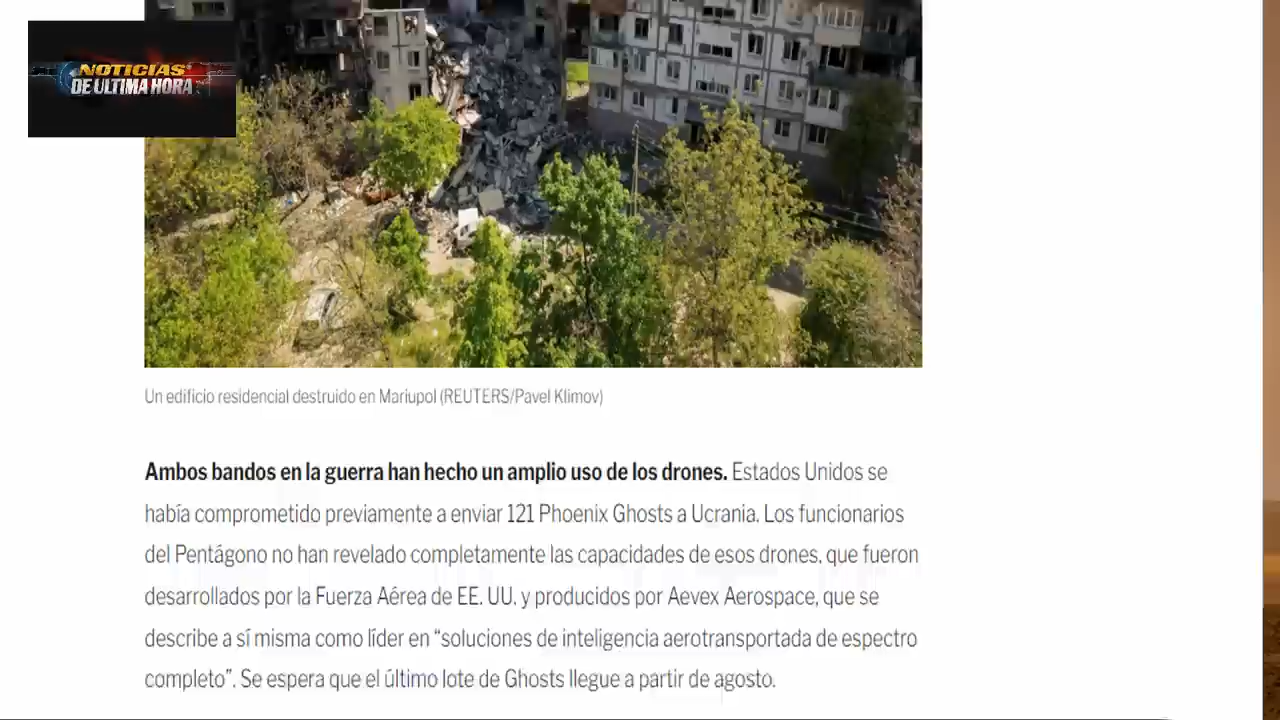 NOTICIAS
DE ULTIMA HORA
Un edificio residencial destruido en Mariupol (REUTERS/Pavel Klimov)
Ambos bandos en la guerra han hecho un amplio uso de los drones. Estados Unidos se
había comprometido previamente a enviar 121 Phoenix Ghosts a Ucrania. Los funcionarios
del Pentágono no han revelado completamente las capacidades de esos drones, que fueron
desarrollados por la Fuerza Aérea de EE. UU. y producidos por Aevex Aerospace, que se
describe a sí misma como líder en “soluciones de inteligencia aerotransportada de espectro
completo”. Se espera que el último lote de Ghosts llegue a partir de agosto.